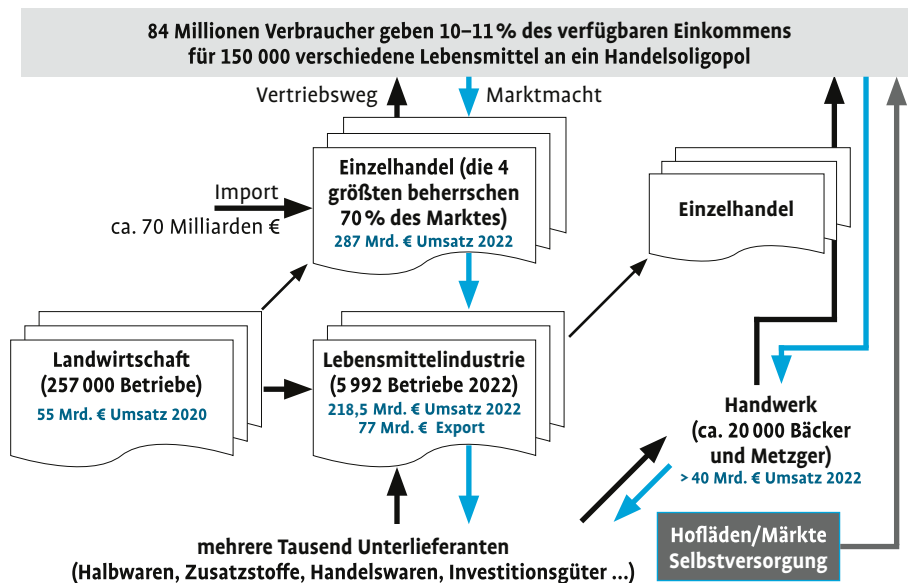 84 Millionen Verbraucher geben 10–11 % des verfügbaren Einkommens
für 150 000 verschiedene Lebensmittel an ein Handelsoligopol
Vertriebsweg
Marktmacht
Import
ca. 70 Milliarden €
Einzelhandel (die 4
größten beherrschen
70 % des Marktes)
287 Mrd. € Umsatz 2022
Einzelhandel
Landwirtschaft
(257 000 Betriebe)
55 Mrd. € Umsatz 2020
Lebensmittelindustrie
(5 992 Betriebe 2022)
218,5 Mrd. € Umsatz 2022
77 Mrd. € Export
Handwerk
(ca. 20 000 Bäcker
und Metzger)
> 40 Mrd. € Umsatz 2022
Hofläden/Märkte
Selbstversorgung
mehrere Tausend Unterlieferanten
(Halbwaren, Zusatzstoffe, Handelswaren, Investitionsgüter ...)